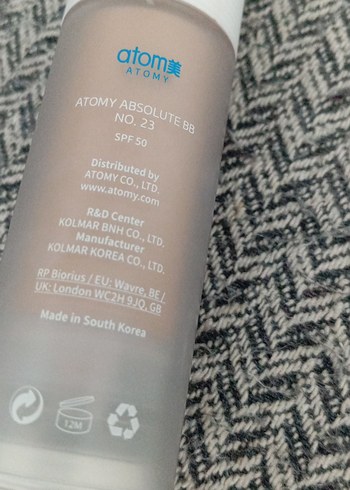 atom美
ATOMY
ATOMY ABSOLUTE BB
NO. 23
SPF 50
Distributed by
ATOMY CO., LTD.
www.atomy.com
R&D Center
KOLMAR BNH CO., LTD.
Manufacturer
KOLMAR KOREA CO., LTD.
RP Biorius / EU: Wavre, BE /
UK: London WC2H 9JQ, GB
Made in South Korea
12M